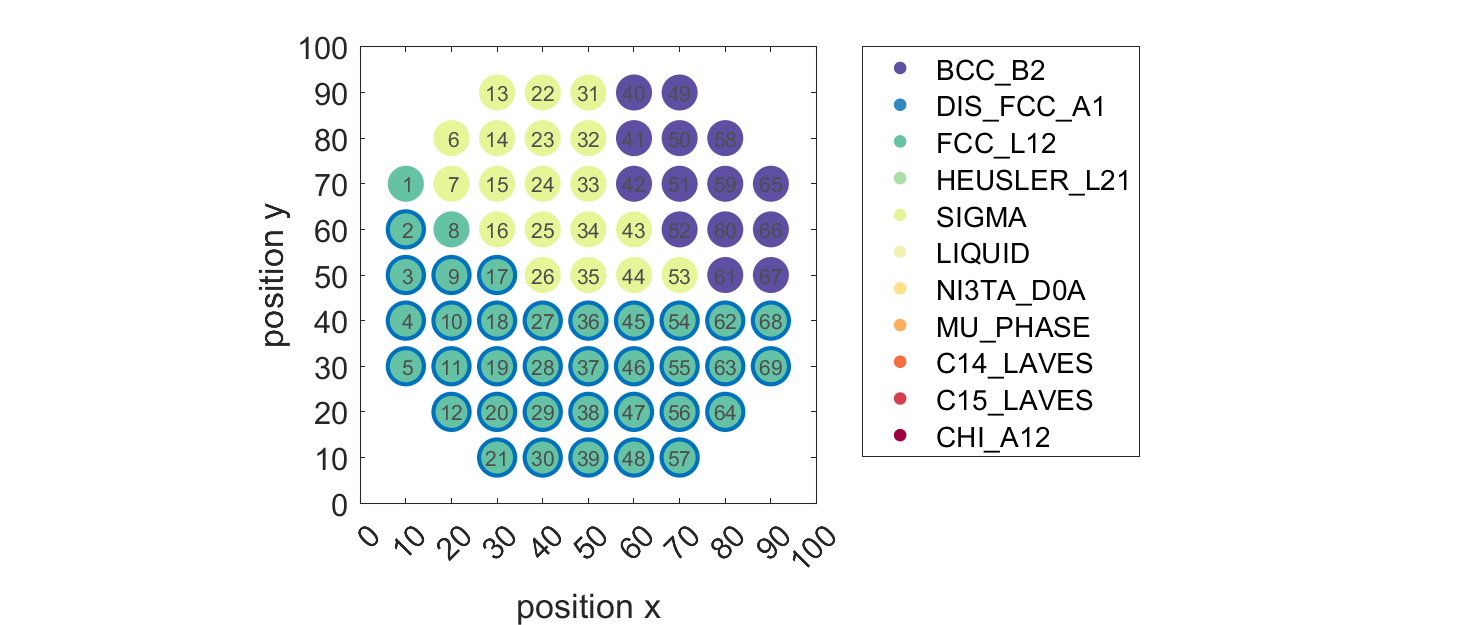 100
90
80
70
60
50
40
30
20
10
0
position y
13 22 31 40 49
6 14 23 32 41 50 58
1 7 15 24 33 42 51 59 65
2 8 16 25 34 43 52 60 66
3 9 17 26 35 44 53 61 67
4 10 18 27 36 45 54 62 68
5 11 19 28 37 46 55 63 69
12 20 29 38 47 56 64
21 30 39 48 57
0 10 20 30 40 50 60 70 80 90 100
position x
BCC_B2
DIS_FCC_A1
FCC_L12
HEUSLER_L21
SIGMA
LIQUID
NI3TA_D0A
MU_PHASE
C14_LAVES
C15_LAVES
CHI_A12